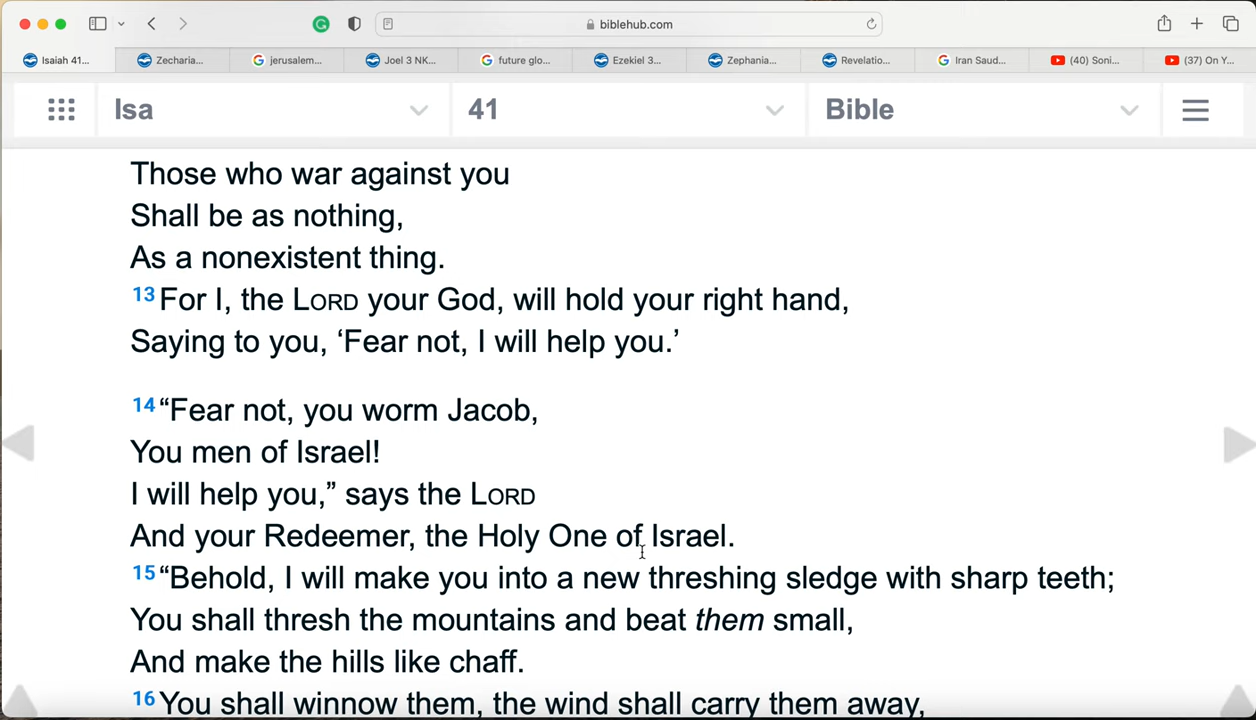 biblehub.com
Isaiah 41...
Zecharia...
jerusalem...
Joel 3 NK...
future glo...
Ezekiel 3...
Zephania...
Revelatio...
Iran Saud...
(40) Soni...
(37) On Y...
Isa
41
Bible
Those who war against you
Shall be as nothing,
As a nonexistent thing.
13 For I, the LORD your God, will hold your right hand,
Saying to you, ‘Fear not, I will help you.’
14 “Fear not, you worm Jacob,
You men of Israel!
I will help you,” says the LORD
And your Redeemer, the Holy One of Israel.
15 “Behold, I will make you into a new threshing sledge with sharp teeth;
You shall thresh the mountains and beat them small,
And make the hills like chaff.
16 You shall winnow them, the wind shall carry them away,